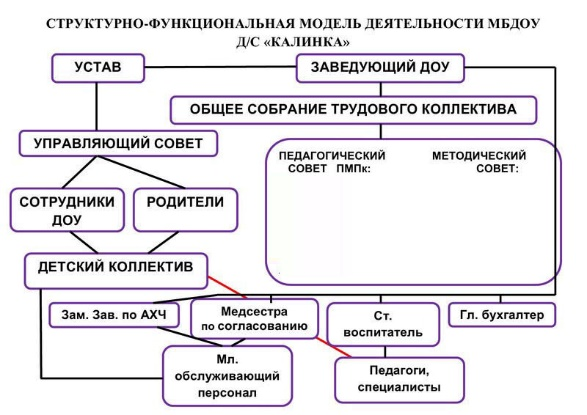 СТРУКТУРНО-ФУНКЦИОНАЛЬНАЯ МОДЕЛЬ ДЕЯТЕЛЬНОСТИ МБДОУ
Д/С «КАЛИНКА»
УСТАВ
ЗАВЕДУЮЩИЙ ДОУ
ОБЩЕЕ СОБРАНИЕ ТРУДОВОГО КОЛЛЕКТИВА
УПРАВЛЯЮЩИЙ СОВЕТ
ПЕДАГОГИЧЕСКИЙ
СОВЕТ ПМПк:
МЕТОДИЧЕСКИЙ
СОВЕТ:
СОТРУДНИКИ
ДОУ
РОДИТЕЛИ
ДЕТСКИЙ КОЛЛЕКТИВ
Зам. Зав. по АХЧ
Медсестра
по согласованию
Ст.
воспитатель
Гл. бухгалтер
Мл.
обслуживающий
персонал
Педагоги,
специалисты